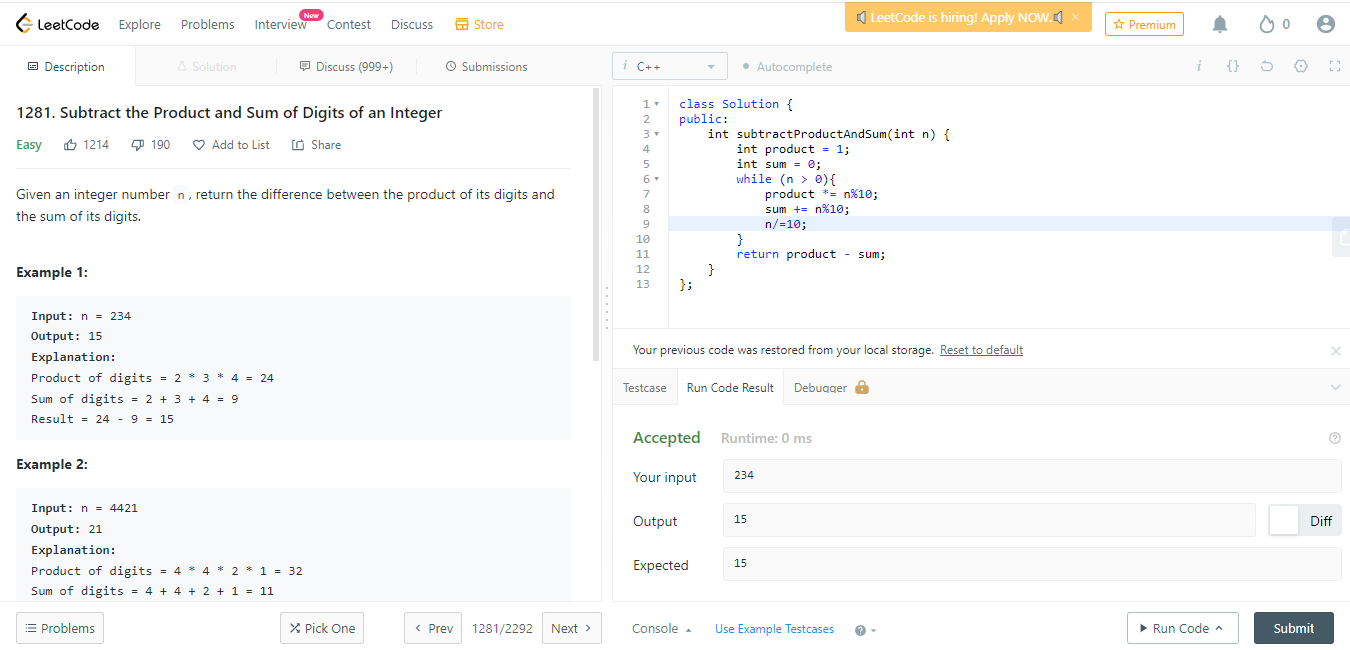 LeetCode Explore Problems Interview New Contest Discuss Store LeetCode is hiring! Apply NOW. × Premium 0
Description Solution Discuss (999+) Submissions
1281. Subtract the Product and Sum of Digits of an Integer
Easy 1214 190 Add to List Share
Given an integer number n, return the difference between the product of its digits and
the sum of its digits.
Example 1:
Input: n = 234
Output: 15
Explanation:
Product of digits = 2 * 3 * 4 = 24
Sum of digits = 2 + 3 + 4 = 9
Result = 24 - 9 = 15
Example 2:
Input: n = 4421
Output: 21
Explanation:
Product of digits = 4 * 4 * 2 * 1 = 32
Sum of digits = 4 + 4 + 2 + 1 = 11
Problems Pick One < Prev 1281/2292 Next >
i C++ Autocomplete i {}
1 class Solution {
2 public:
3 int subtractProductAndSum(int n) {
4 int product = 1;
5 int sum = 0;
6 while (n > 0){
7 product *= n%10;
8 sum += n%10;
9 n/=10;
10 }
11 return product - sum;
12 }
13 };
Your previous code was restored from your local storage. Reset to default ×
Testcase Run Code Result Debugger
Accepted Runtime: 0 ms ?
Your input 234
Output 15 Diff
Expected 15
Console Use Example Testcases ? Run Code Submit